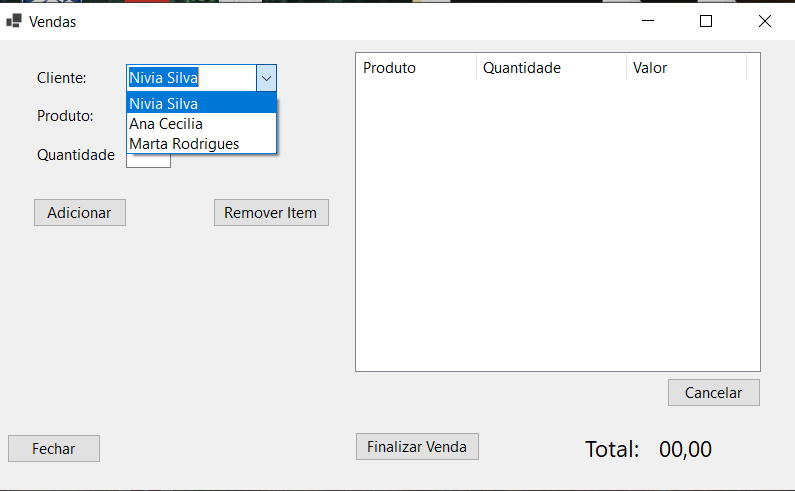 Vendas
Cliente: Nivia Silva
Nivia Silva
Ana Cecilia
Marta Rodrigues
Produto:
Quantidade
Adicionar
Remover Item
Produto Quantidade Valor
Cancelar
Fechar
Finalizar Venda
Total: 00,00